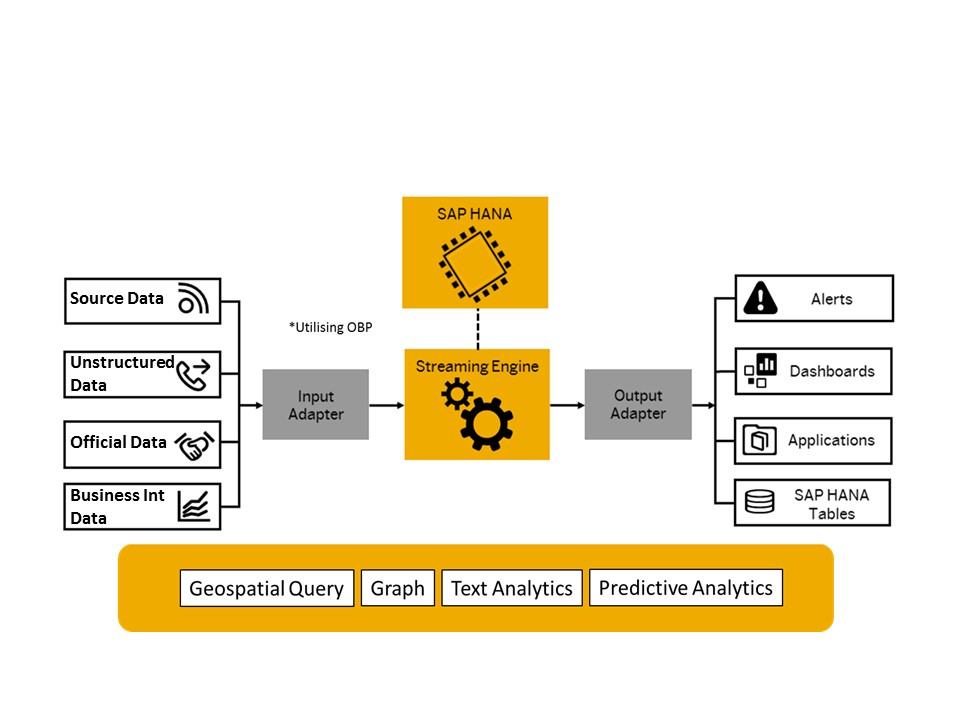 SAP HANA
Source Data
*Utilising OBP
Alerts
Unstructured
Data
Streaming Engine
Dashboards
Input
Adapter
Output
Adapter
Official Data
Applications
Business Int
Data
SAP HANA
Tables
Geospatial Query
Graph
Text Analytics
Predictive Analytics